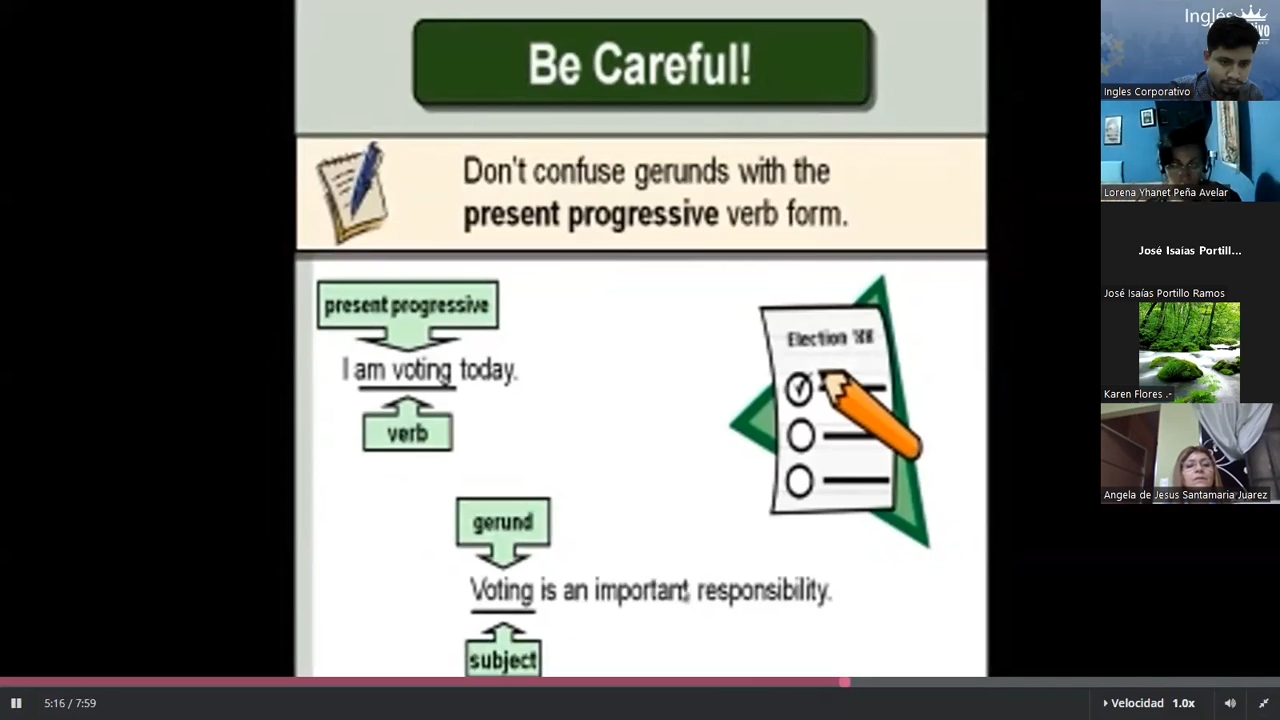 Be Careful!
Don't confuse gerunds with the
present progressive verb form.
present progressive
I am voting today.
verb
Election
gerund
Voting is an important responsibility.
subject
Inglés
Ingles Corporativo
Lorena Yhanet Peña Avelar
José Isaías Portill...
José Isaías Portillo Ramos
Karen Flores .-
Angela de Jesus Santamaria Juarez
5:16 / 7:59
Velocidad 1.0x